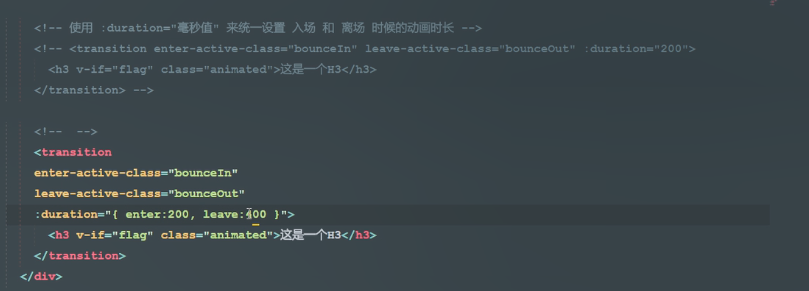 <!-- 使用 :duration="毫秒值" 来统一设置 入场 和 离场 时候的动画时长 -->
<!-- <transition enter-active-class="bounceIn" leave-active-class="bounceOut" :duration="200">
<h3 v-if="flag" class="animated">这是一个H3</h3>
</transition> -->
<!--  -->
<transition
enter-active-class="bounceIn"
leave-active-class="bounceOut"
:duration="{ enter:200, leave:400 }">
<h3 v-if="flag" class="animated">这是一个H3</h3>
</transition>
</div>